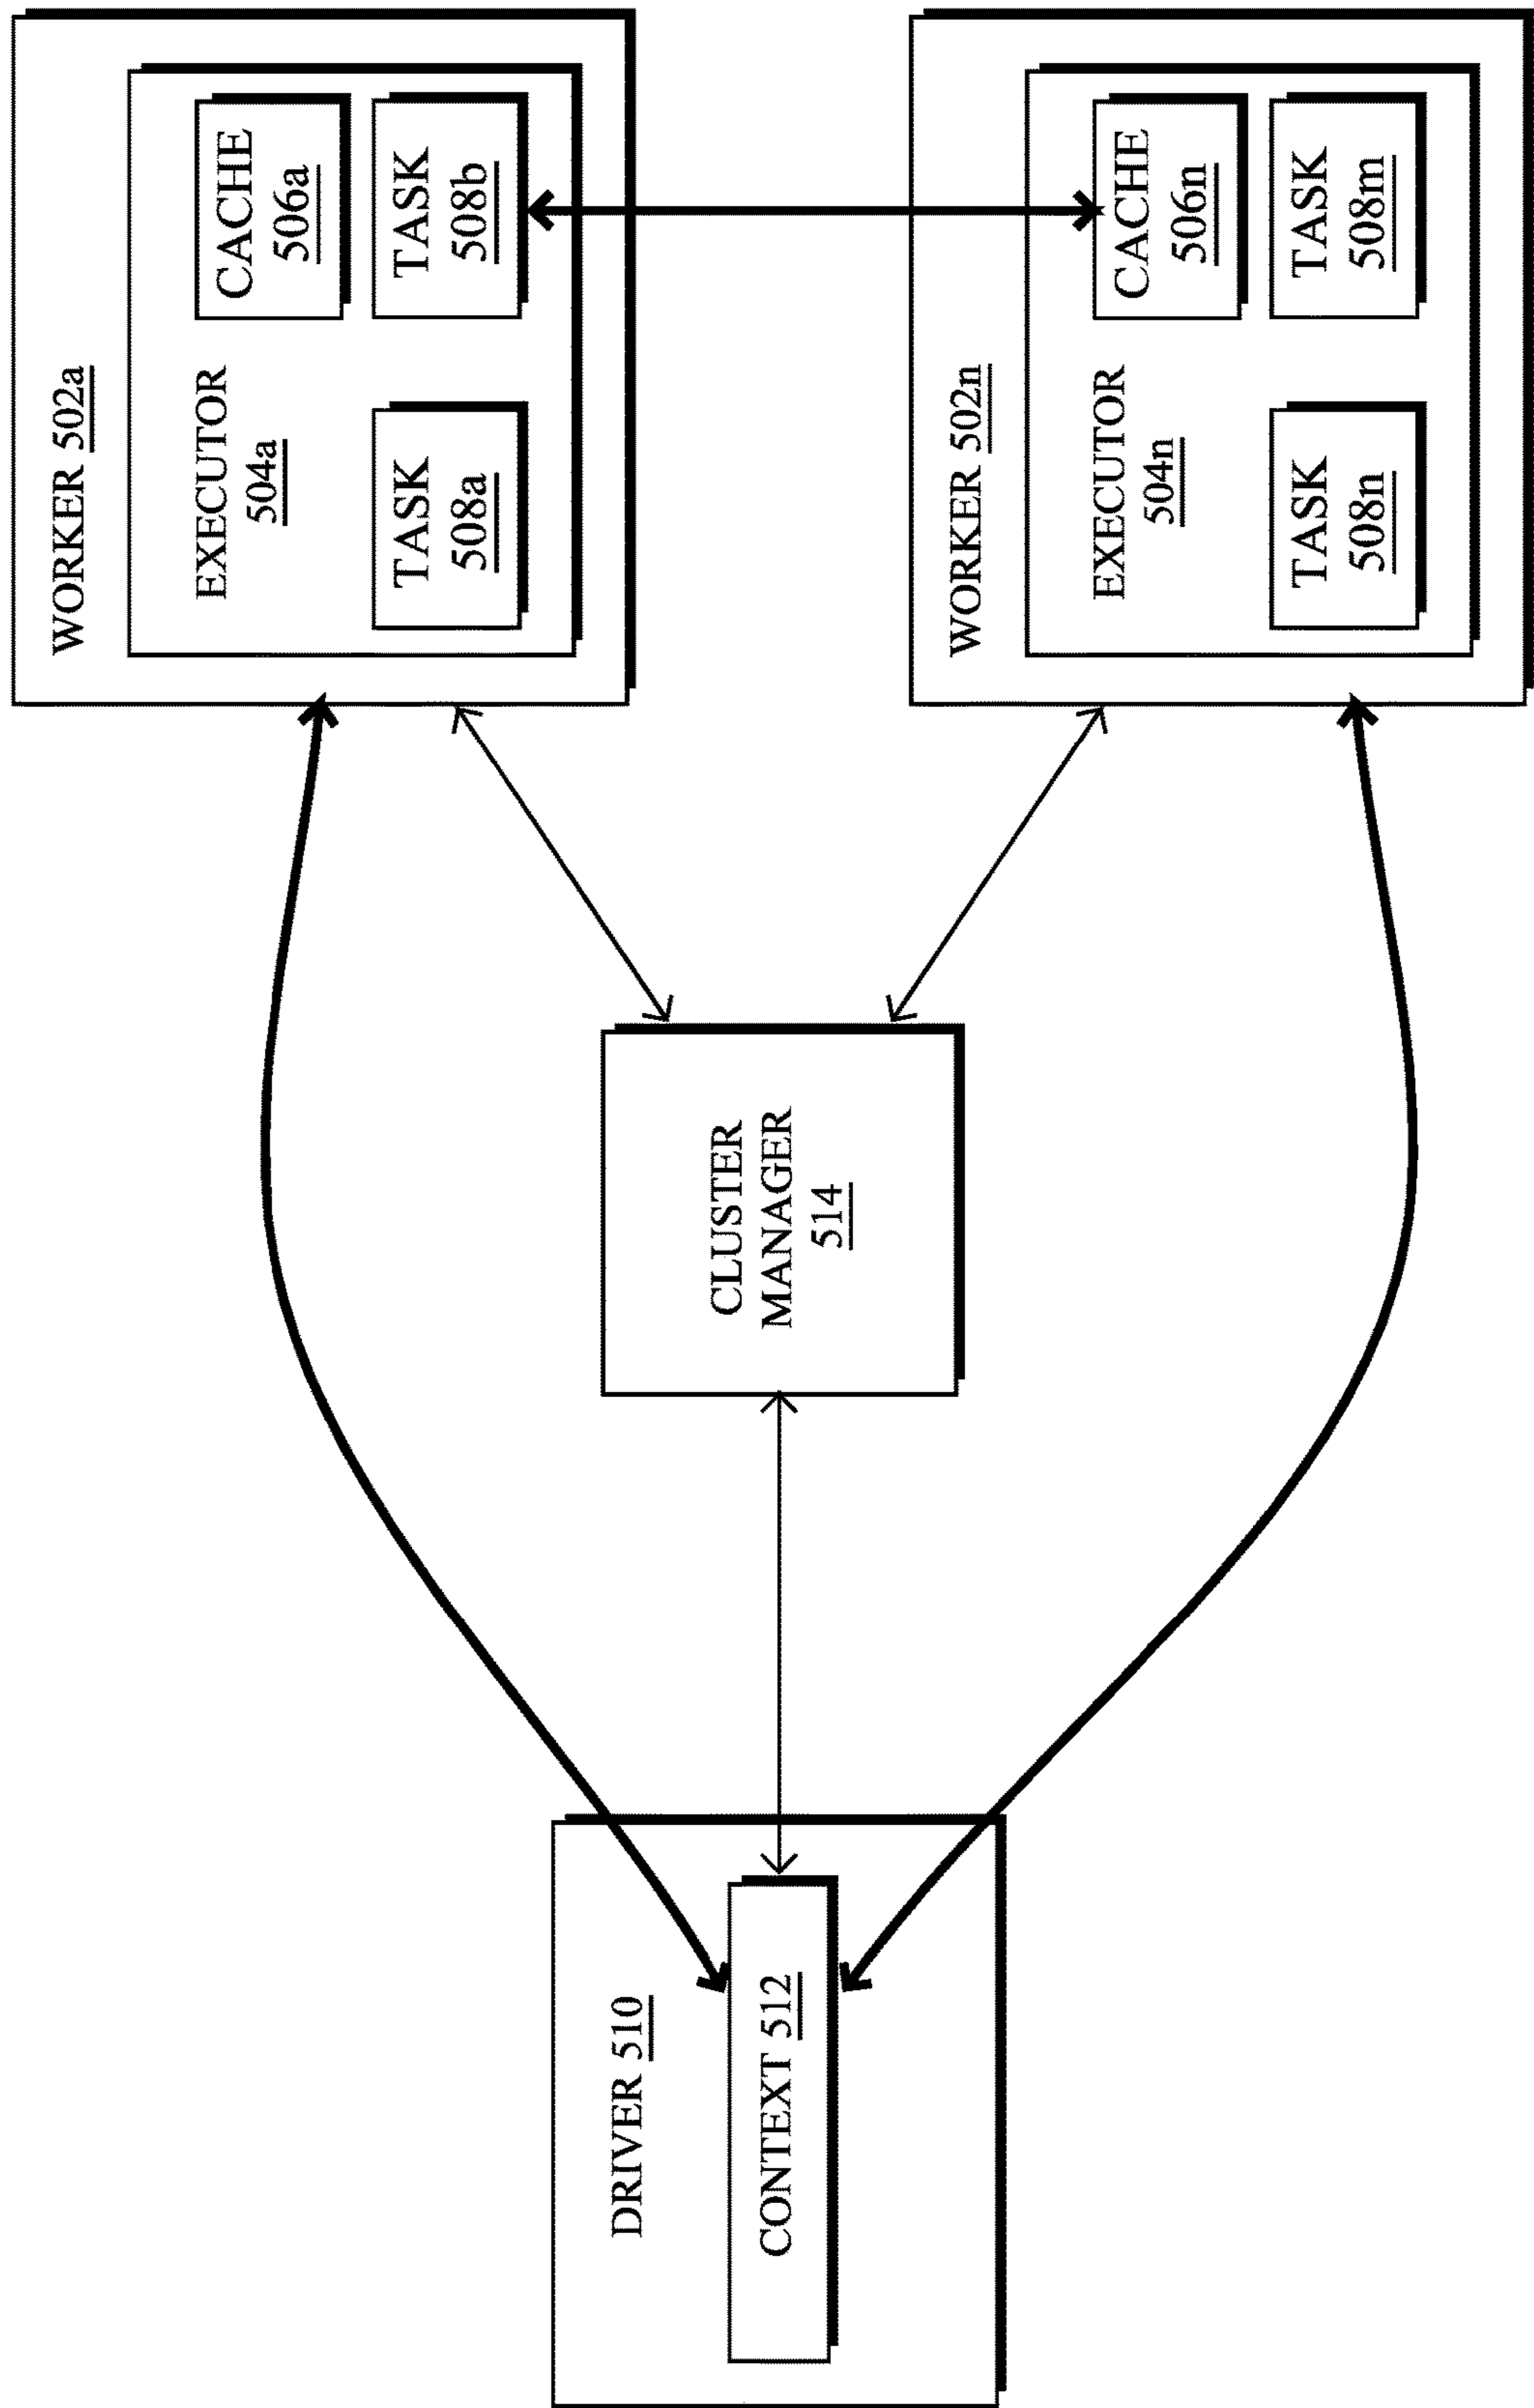 DRIVER 510
CONTEXT 512
CLUSTER
MANAGER
514
WORKER 502a
EXECUTOR
504a
CACHE
506a
TASK
508a
TASK
508b
WORKER 502n
EXECUTOR
504n
CACHE
506n
TASK
508n
TASK
508m